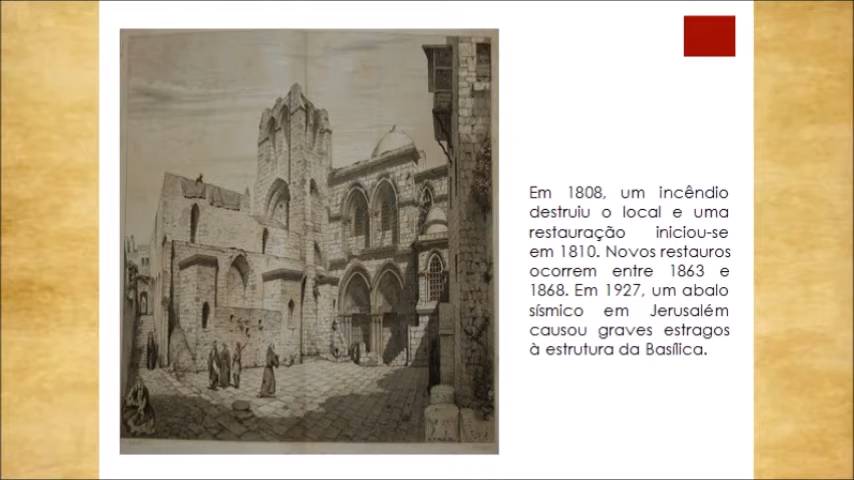 Em 1808, um incêndio
destruiu o local e uma
restauração iniciou-se
em 1810. Novos restauros
ocorrem entre 1863 e
1868. Em 1927, um abalo
sísmico em Jerusalém
causou graves estragos
à estrutura da Basílica.